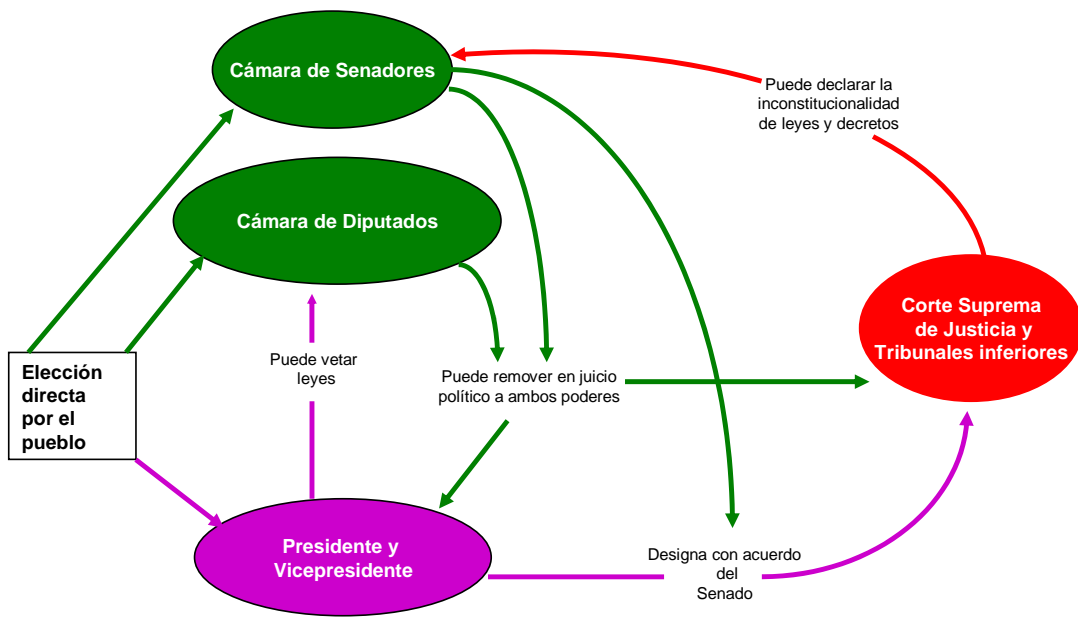 Cámara de Senadores
Puede declarar la
inconstitucionalidad
de leyes y decretos
Cámara de Diputados
Corte Suprema
de Justicia y
Tribunales inferiores
Elección
directa
por el
pueblo
Puede vetar
leyes
Puede remover en juicio
político a ambos poderes
Presidente y
Vicepresidente
Designa con acuerdo
del
Senado